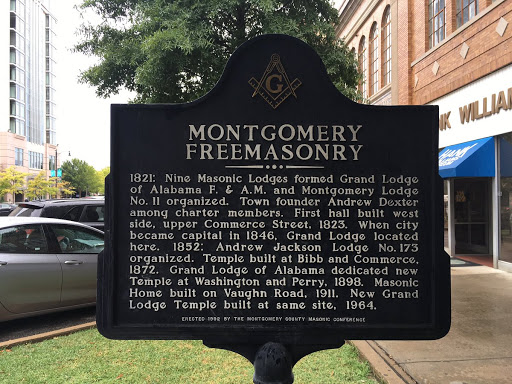 G
MONTGOMERY
FREEMASONRY
1821: Nine Masonic Lodges formed Grand Lodge
of Alabama F. & A.M. and Montgomery Lodge
No. 11 organized. Town founder Andrew Dexter
among charter members. First hall built west
side, upper Commerce Street, 1823. When city
became capital in 1846, Grand Lodge located
here. 1852: Andrew Jackson Lodge No. 173
organized. Temple built at Bibb and Commerce,
1872. Grand Lodge of Alabama dedicated new
Temple at Washington and Perry, 1898. Masonic
Home built on Vaughn Road, 1911. New Grand
Lodge Temple built at same site, 1964.
ERECTED 1992 BY THE MONTGOMERY COUNTY MASONIC CONFERENCE
NK WILLIAM